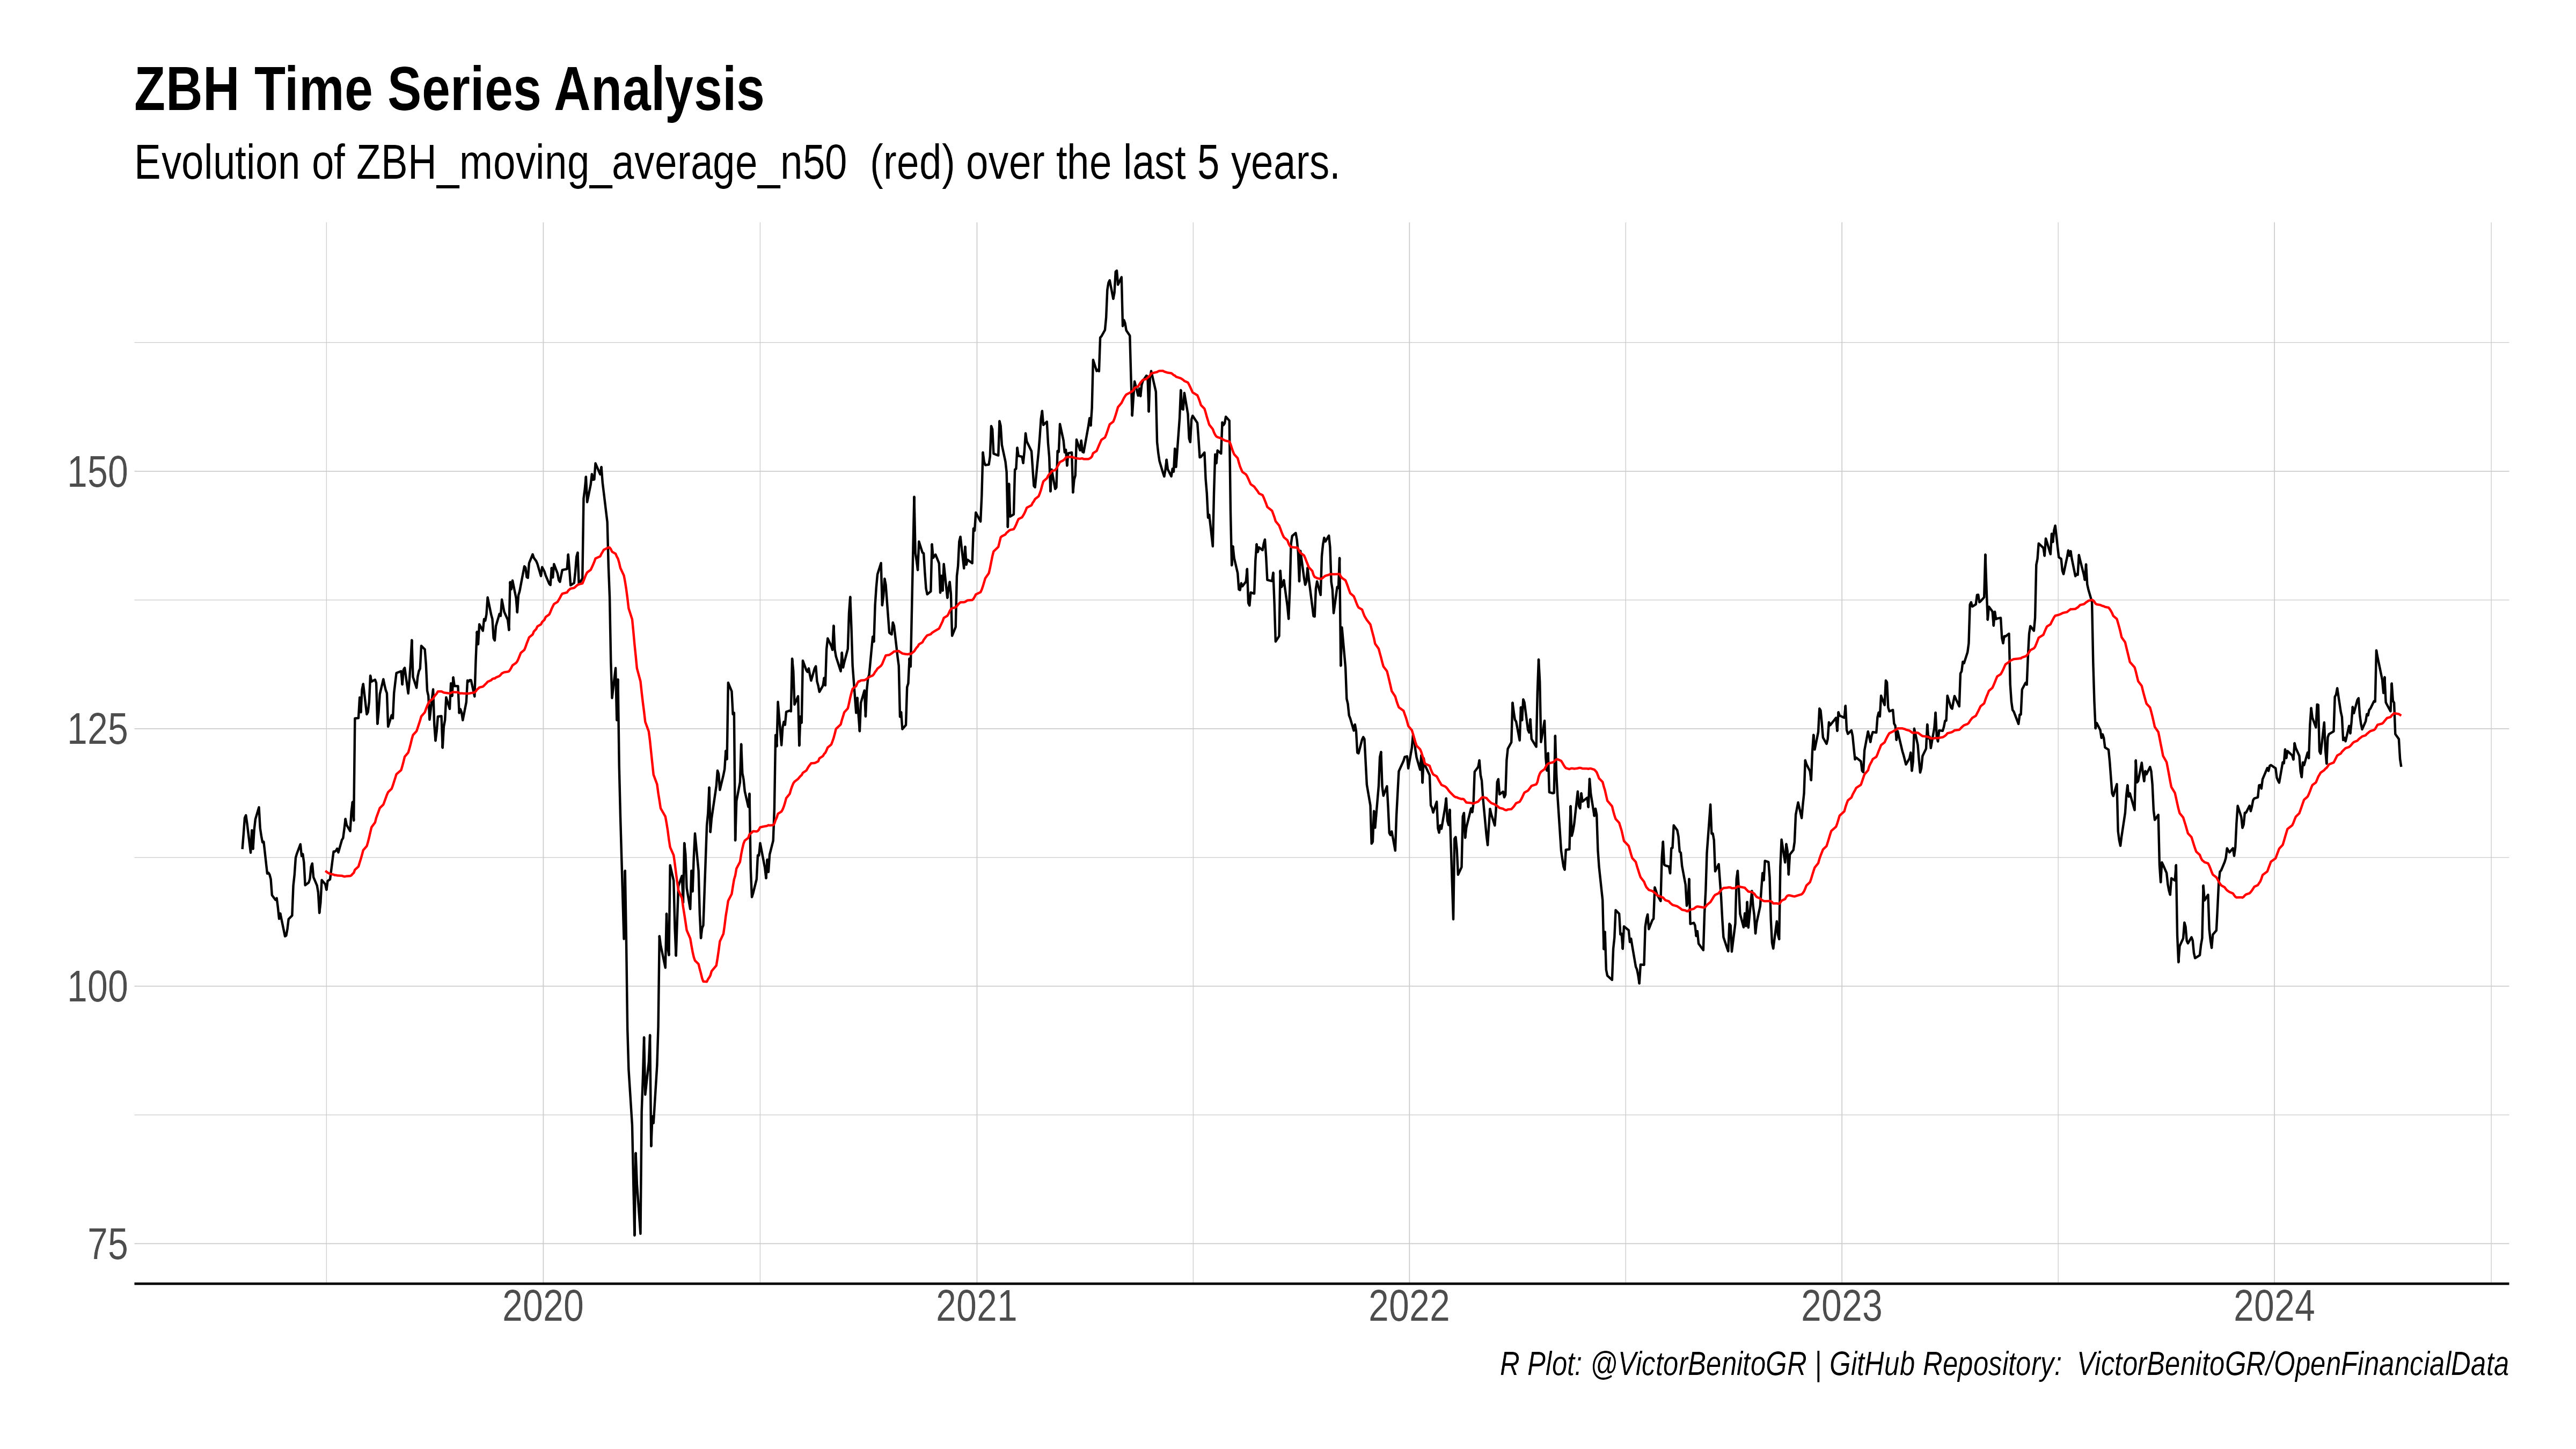 ZBH Time Series Analysis
Evolution of ZBH_moving_average_n50  (red) over the last 5 years.
150
125
100
75
2020 2021 2022 2023 2024
R Plot: @VictorBenitoGR | GitHub Repository:  VictorBenitoGR/OpenFinancialData